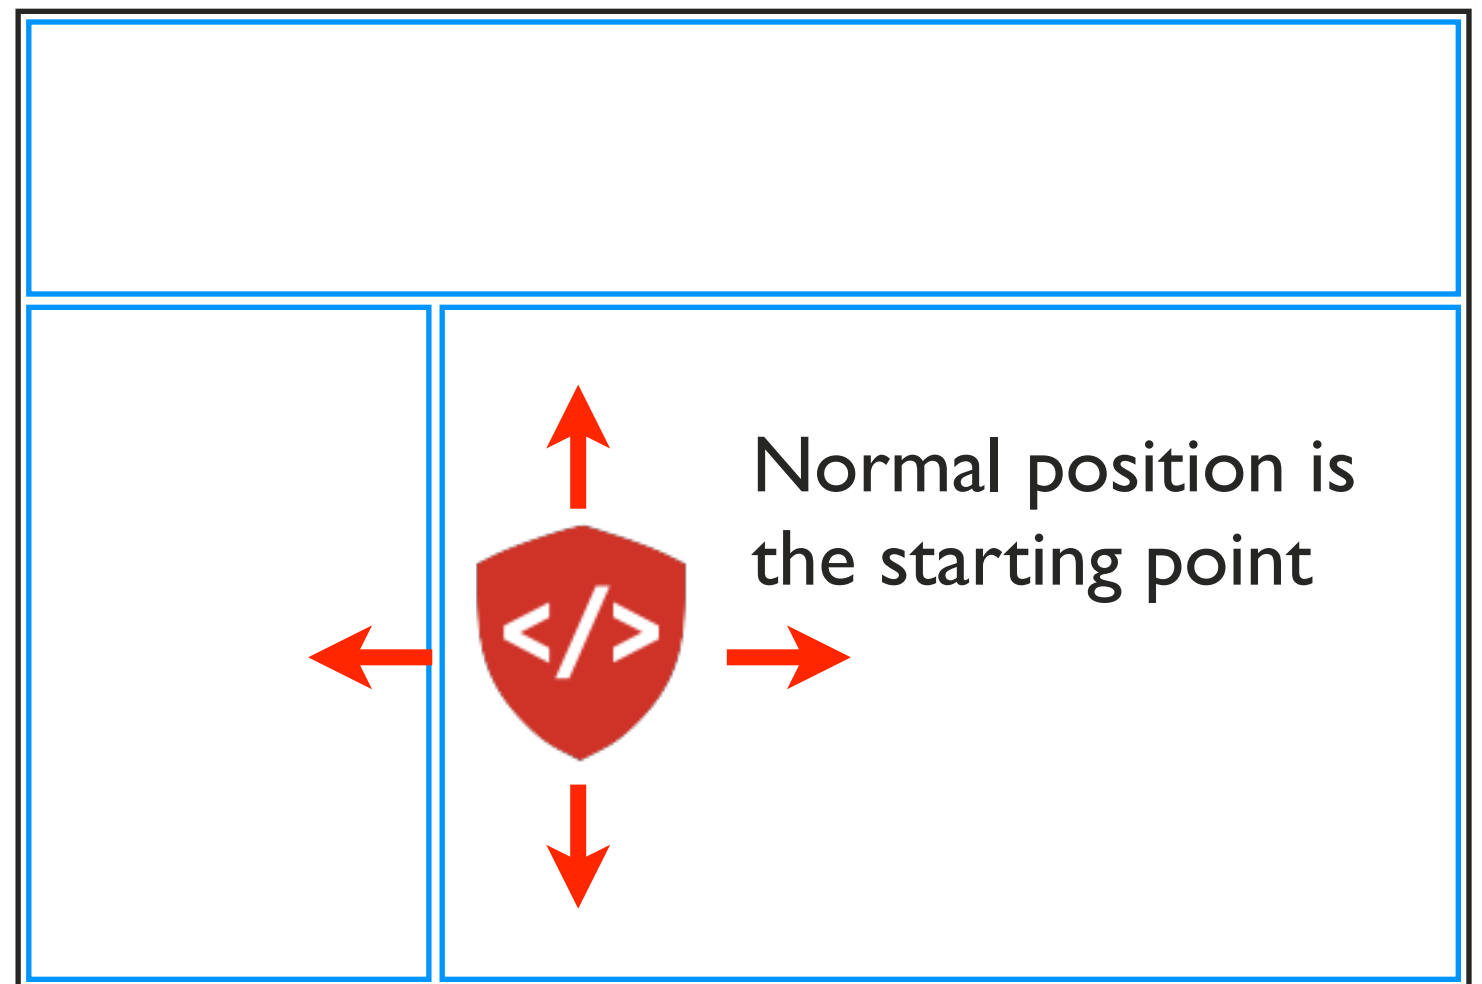 Normal position is
the starting point
</>